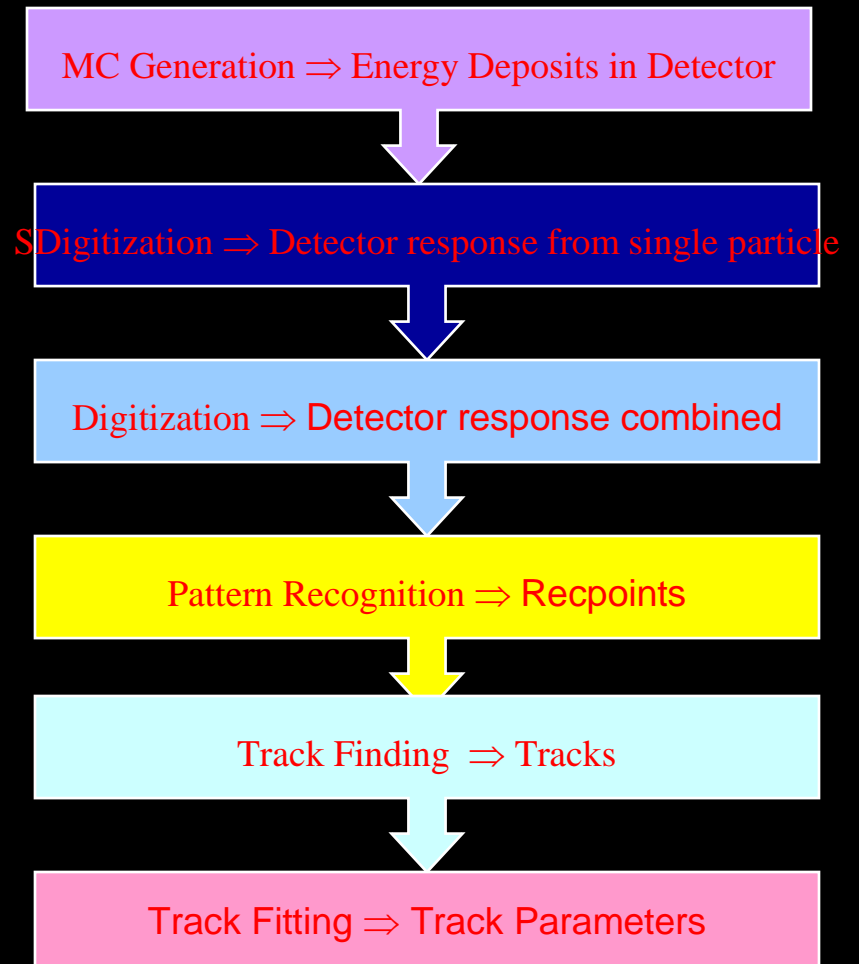 MC Generation ⇒ Energy Deposits in Detector
SDigitization ⇒ Detector response from single particle
Digitization ⇒ Detector response combined
Pattern Recognition ⇒ Recpoints
Track Finding ⇒ Tracks
Track Fitting ⇒ Track Parameters